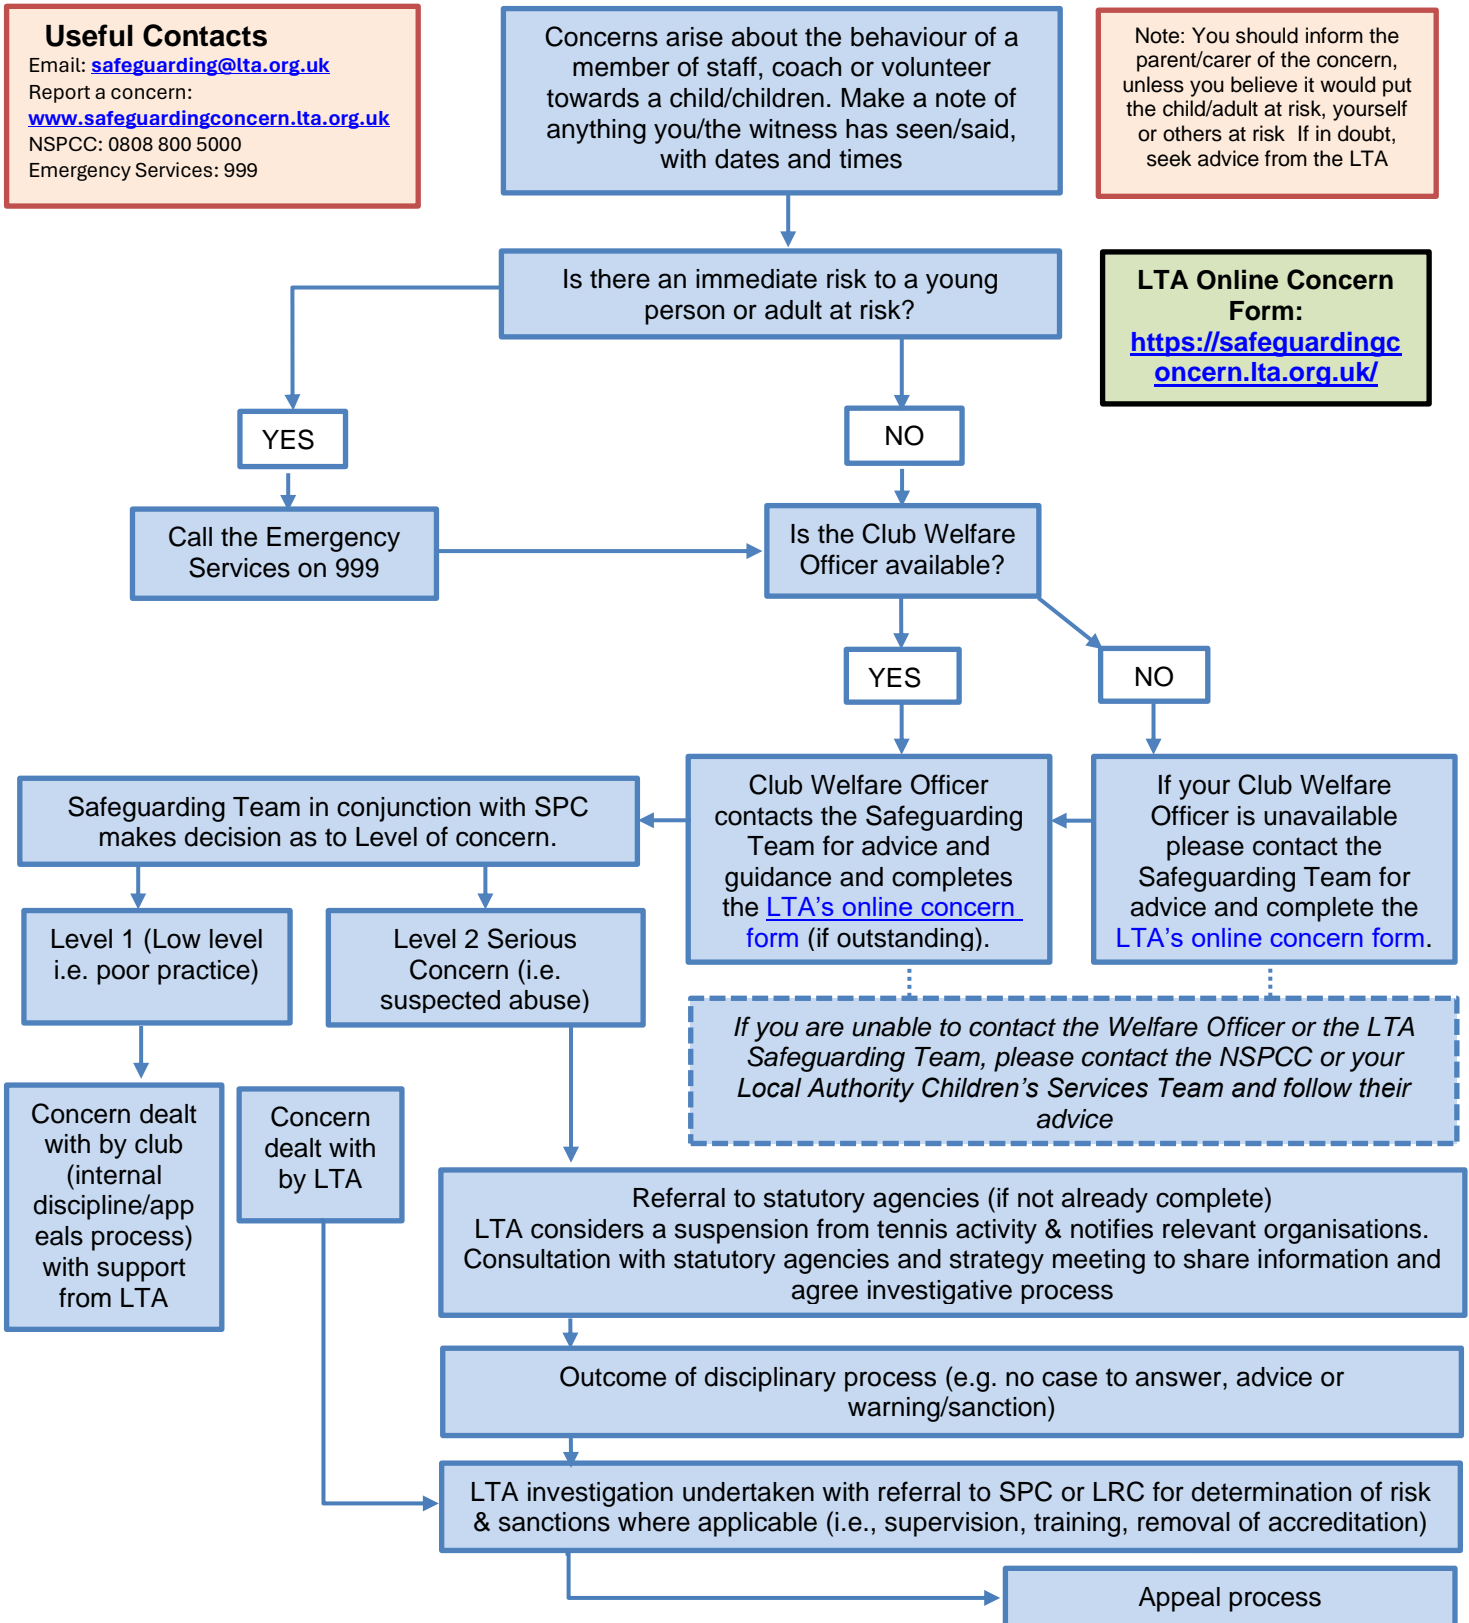 Useful Contacts
Email: safeguarding@lta.org.uk
Report a concern:
www.safeguardingconcern.lta.org.uk
NSPCC: 0808 800 5000
Emergency Services: 999
Concerns arise about the behaviour of a
member of staff, coach or volunteer
towards a child/children. Make a note of
anything you/the witness has seen/said,
with dates and times
Note: You should inform the
parent/carer of the concern,
unless you believe it would put
the child/adult at risk, yourself
or others at risk  If in doubt,
seek advice from the LTA
Is there an immediate risk to a young
person or adult at risk?
LTA Online Concern
Form:
https://safeguardingc
oncern.lta.org.uk/
YES
NO
Call the Emergency
Services on 999
Is the Club Welfare
Officer available?
YES
NO
Safeguarding Team in conjunction with SPC
makes decision as to Level of concern.
Club Welfare Officer
contacts the Safeguarding
Team for advice and
guidance and completes
the LTA's online concern
form (if outstanding).
If your Club Welfare
Officer is unavailable
please contact the
Safeguarding Team for
advice and complete the
LTA's online concern form.
Level 1 (Low level
i.e. poor practice)
Level 2 Serious
Concern (i.e.
suspected abuse)
If you are unable to contact the Welfare Officer or the LTA
Safeguarding Team, please contact the NSPCC or your
Local Authority Children's Services Team and follow their
advice
Concern dealt
with by club
(internal
discipline/app
eals process)
with support
from LTA
Concern
dealt with
by LTA
Referral to statutory agencies (if not already complete)
LTA considers a suspension from tennis activity & notifies relevant organisations.
Consultation with statutory agencies and strategy meeting to share information and
agree investigative process
Outcome of disciplinary process (e.g. no case to answer, advice or
warning/sanction)
LTA investigation undertaken with referral to SPC or LRC for determination of risk
& sanctions where applicable (i.e., supervision, training, removal of accreditation)
Appeal process